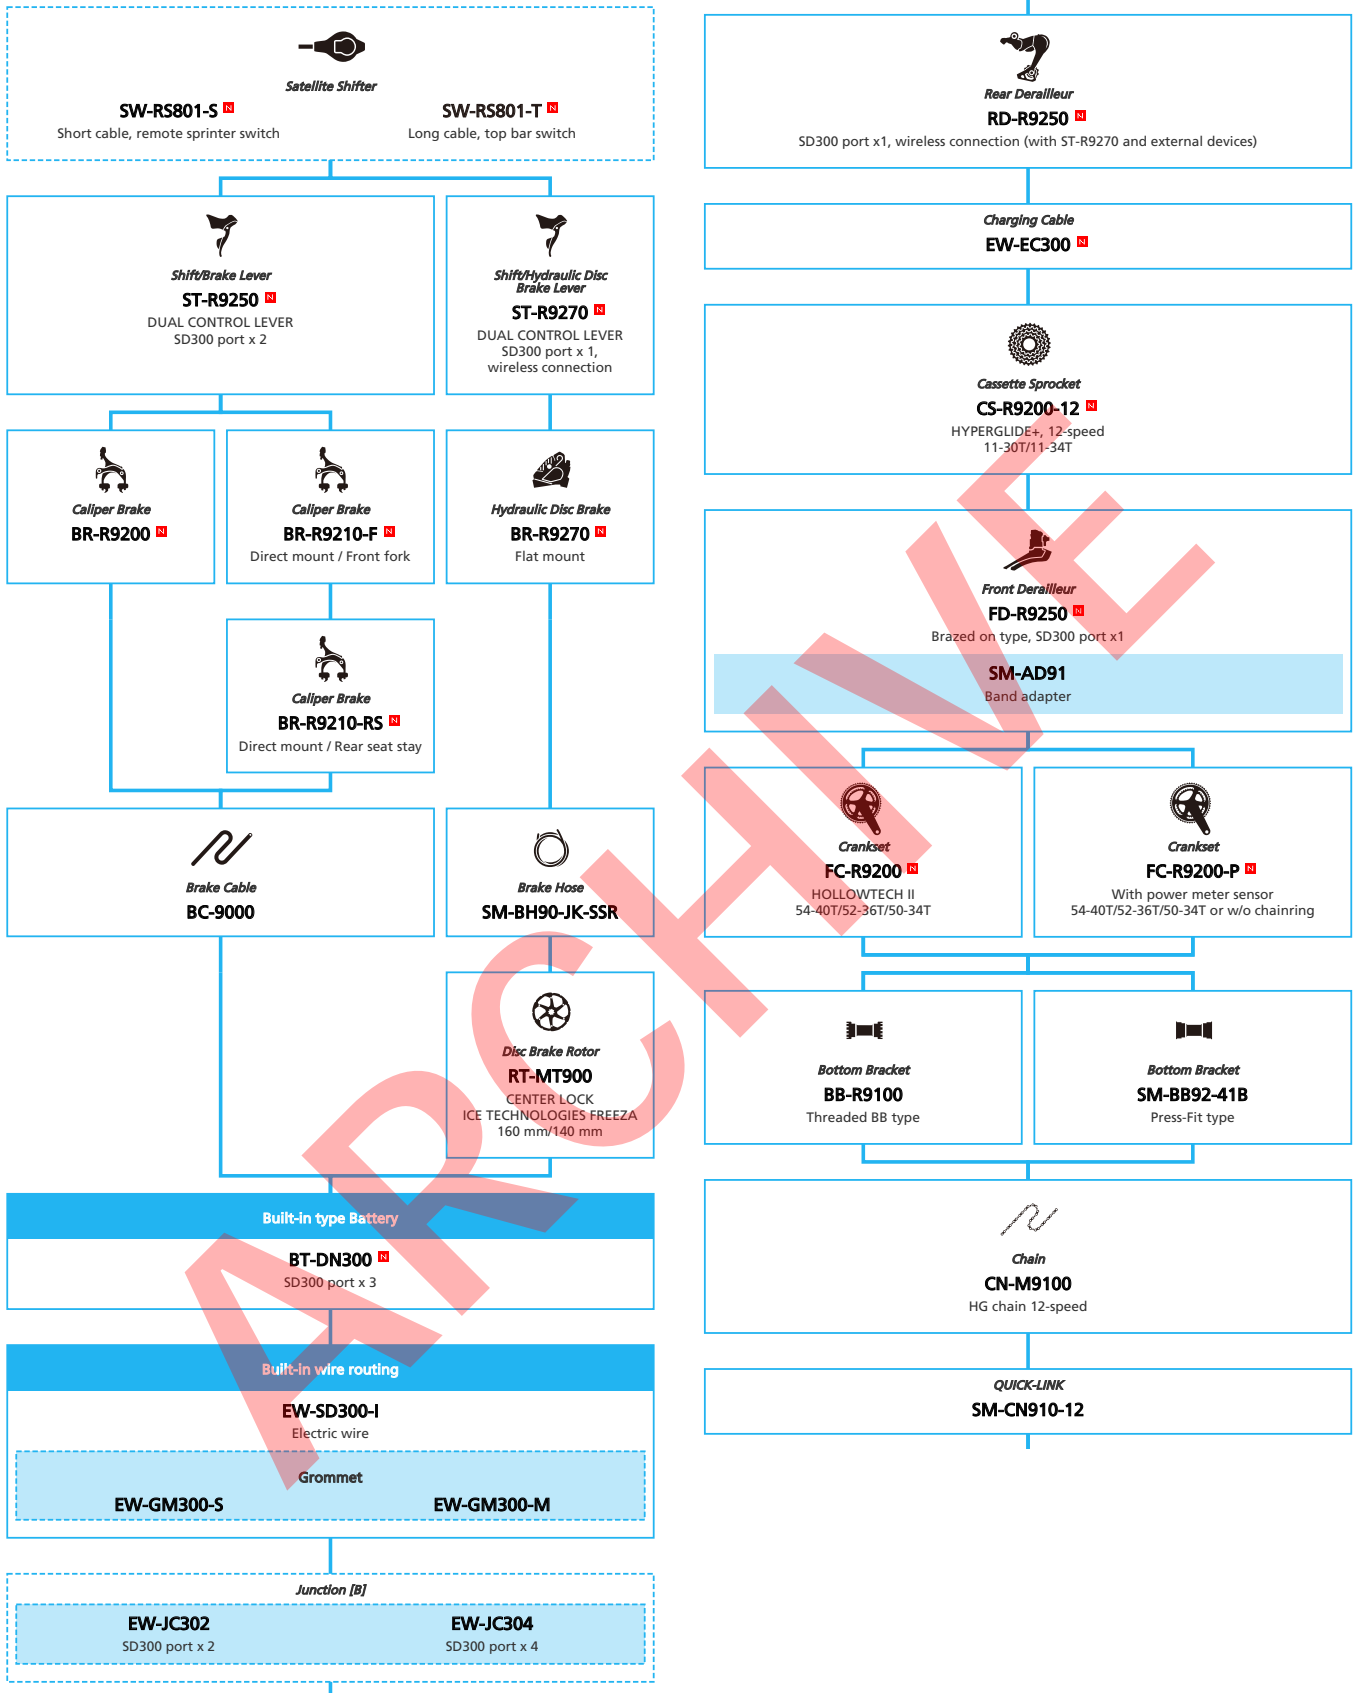 Satellite Shifter
SW-RS801-S N
Short cable, remote sprinter switch
SW-RS801-T N
Long cable, top bar switch
Shift/Brake Lever
ST-R9250 N
DUAL CONTROL LEVER
SD300 port x 2
Shift/Hydraulic Disc
Brake Lever
ST-R9270 N
DUAL CONTROL LEVER
SD300 port x 1,
wireless connection
Caliper Brake
BR-R9200 N
Caliper Brake
BR-R9210-F N
Direct mount / Front fork
Hydraulic Disc Brake
BR-R9270 N
Flat mount
Caliper Brake
BR-R9210-RS N
Direct mount / Rear seat stay
Brake Cable
BC-9000
Brake Hose
SM-BH90-JK-SSR
Disc Brake Rotor
RT-MT900
CENTER LOCK
ICE TECHNOLOGIES FREEZA
160 mm/140 mm
Built-in type Battery
BT-DN300 N
SD300 port x 3
Built-in wire routing
EW-SD300-I
Electric wire
Grommet
EW-GM300-S
EW-GM300-M
Junction [B]
EW-JC302
SD300 port x 2
EW-JC304
SD300 port x 4
Rear Derailleur
RD-R9250 N
SD300 port x1, wireless connection (with ST-R9270 and external devices)
Charging Cable
EW-EC300 N
Cassette Sprocket
CS-R9200-12 N
HYPERGLIDE+, 12-speed
11-30T/11-34T
Front Derailleur
FD-R9250 N
Brazed on type, SD300 port x1
SM-AD91
Band adapter
Crankset
FC-R9200 N
HOLLOWTECH II
54-40T/52-36T/50-34T
Crankset
FC-R9200-P N
With power meter sensor
54-40T/52-36T/50-34T or w/o chainring
Bottom Bracket
BB-R9100
Threaded BB type
Bottom Bracket
SM-BB92-41B
Press-Fit type
Chain
CN-M9100
HG chain 12-speed
QUICK-LINK
SM-CN910-12
ARCHIVE